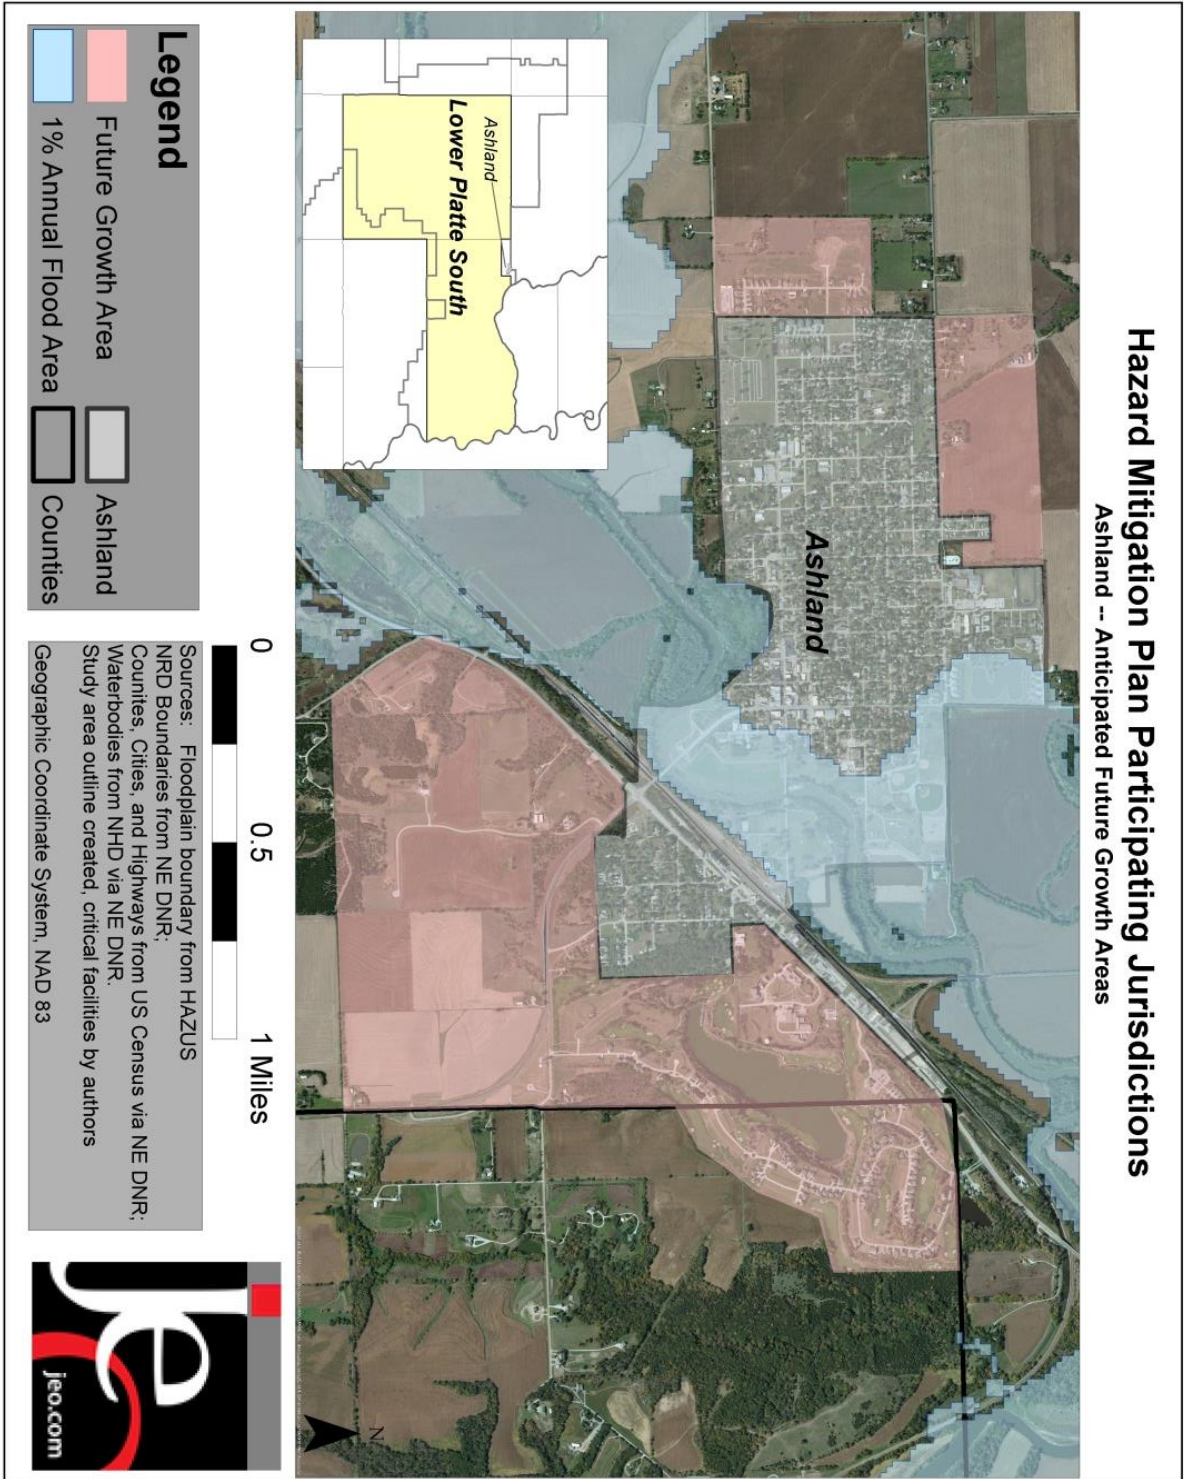 Hazard Mitigation Plan Participating Jurisdictions
Ashland -- Anticipated Future Growth Areas
Ashland
Ashland
Lower Platte South
Legend
Future Growth Area
Ashland
1% Annual Flood Area
Counties
0
0.5
1 Miles
Sources: Floodplain boundary from HAZUS
NRD Boundaries from NE DNR;
Counites, Cities, and Highways from US Census via NE DNR;
Waterbodies from NHD via NE DNR.
Study area outline created, critical facilities by authors
Geographic Coordinate System, NAD 83
N
jeo
jeo.com